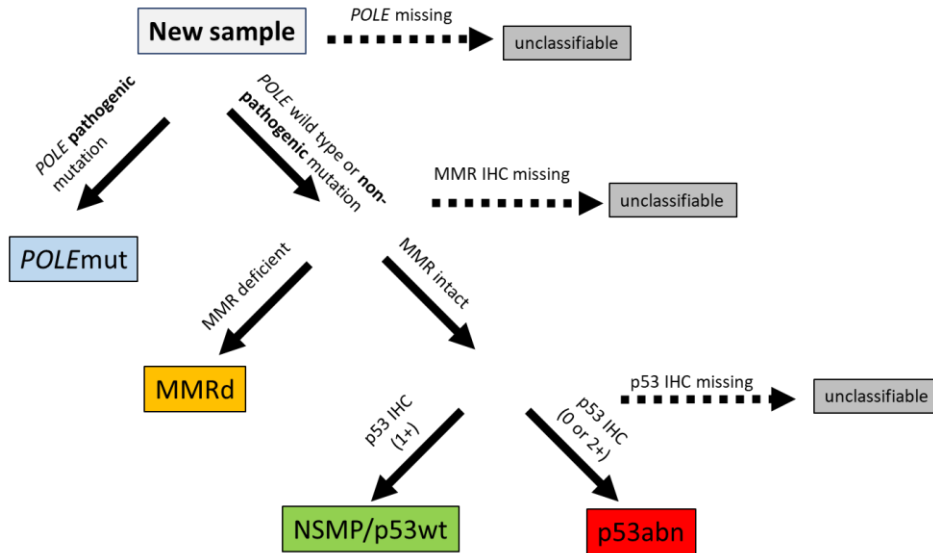 New sample
POLE missing
unclassifiable
POLE pathogenic
mutation
POLE wild type or non-
pathogenic mutation
MMR IHC missing
unclassifiable
POLEmut
MMR deficient
MMR intact
MMRd
p53 IHC missing
unclassifiable
p53 IHC
(1+)
p53 IHC
(0 or 2+)
NSMP/p53wt
p53abn